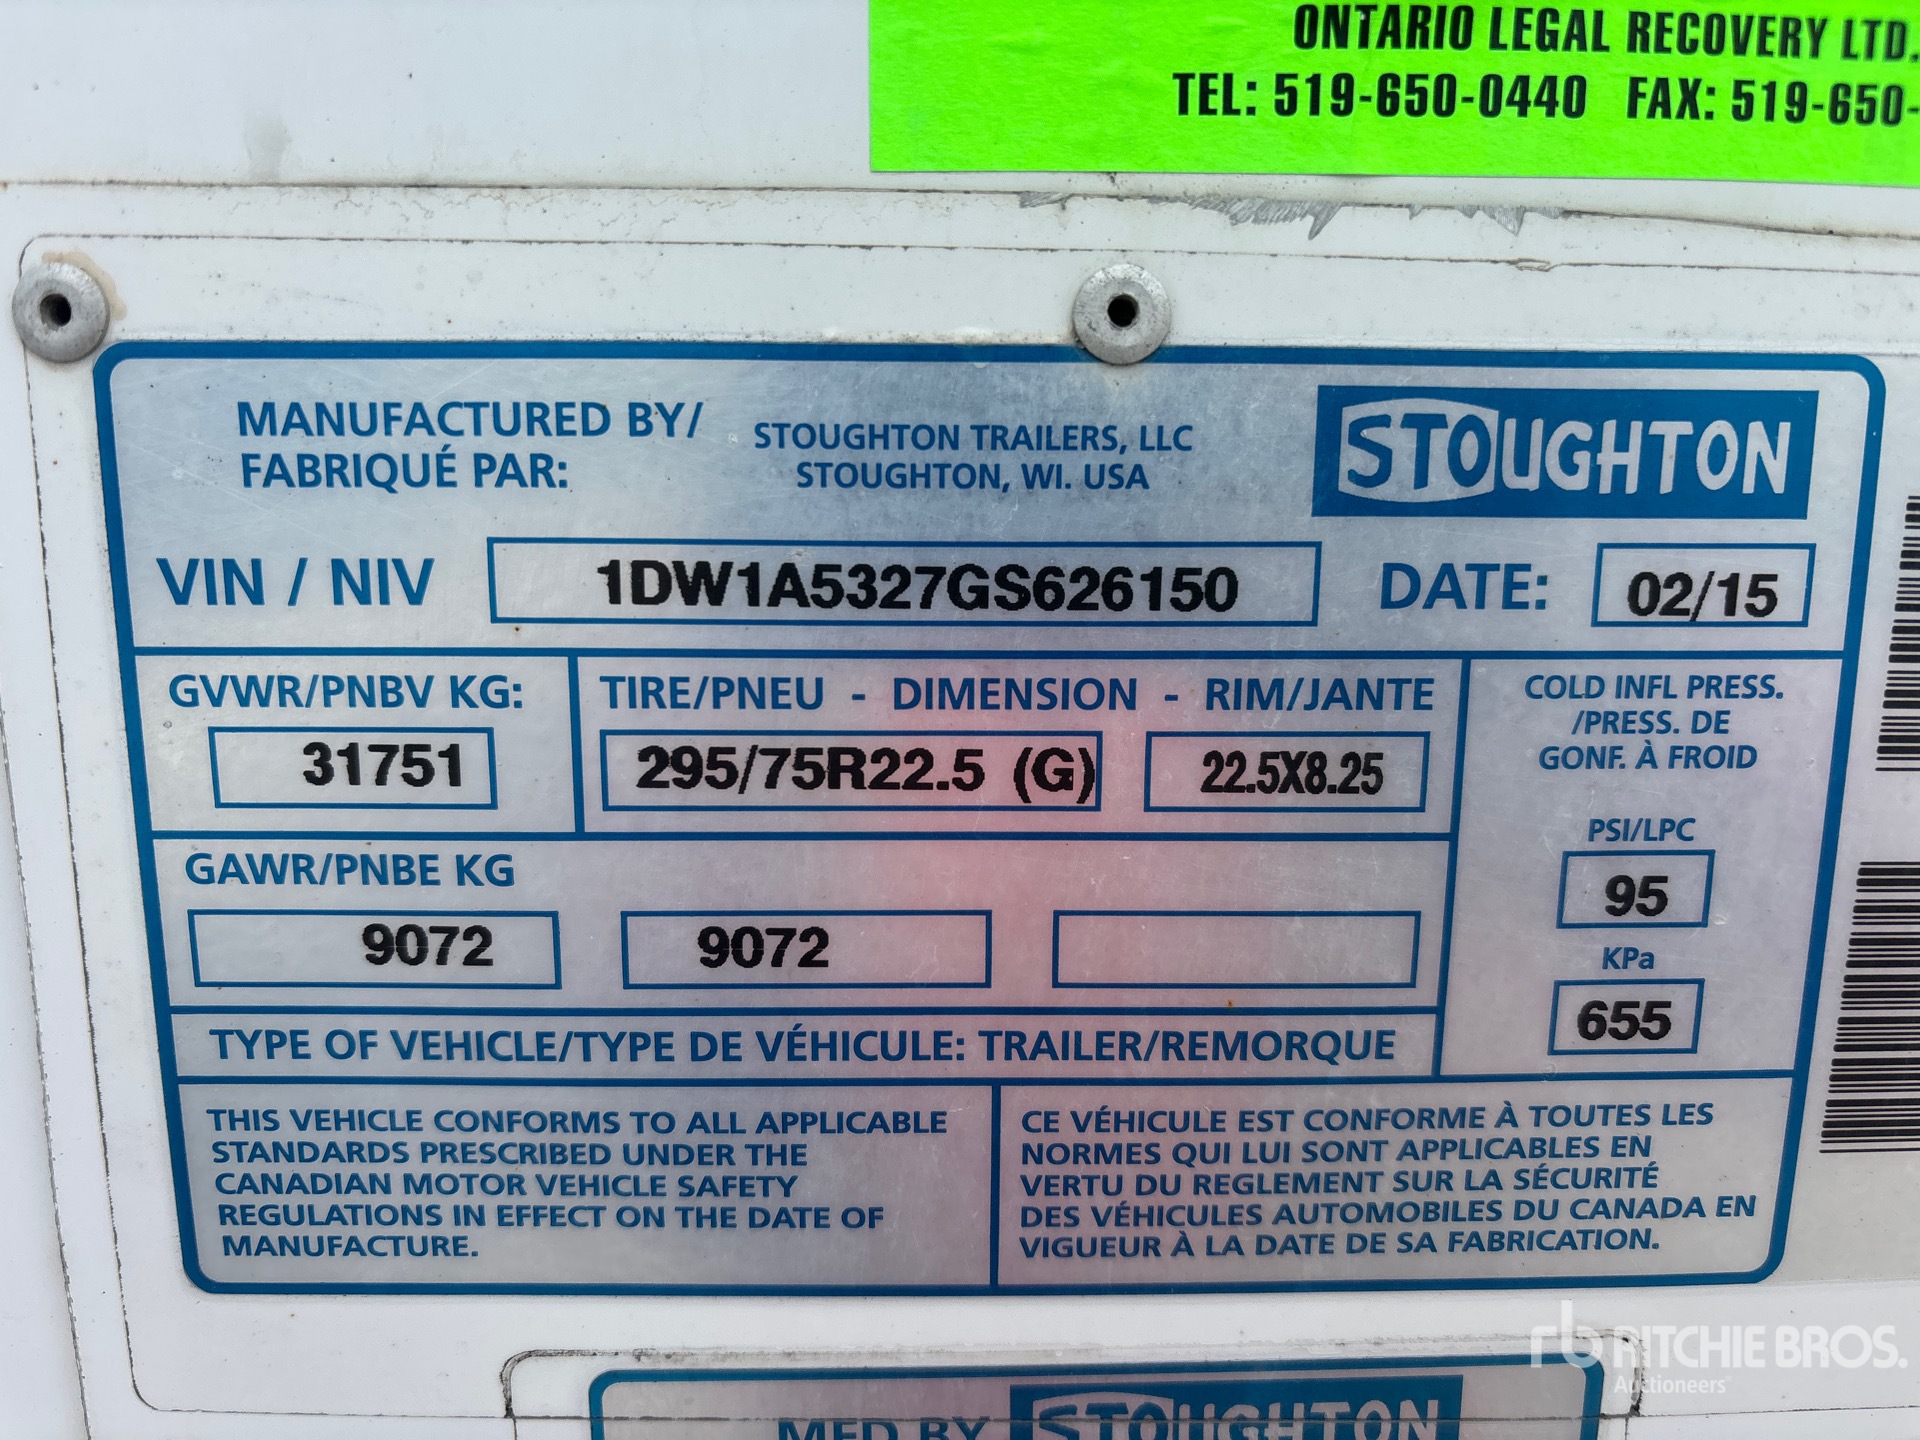 ONTARIO LEGAL RECOVERY LTD.
TEL: 519-650-0440 FAX: 519-650-
MANUFACTURED BY/
FABRIQUÉ PAR:
STOUGHTON TRAILERS, LLC
STOUGHTON, WI. USA
STOUGHTON
VIN / NIV 1DW1A5327GS626150 DATE: 02/15
GVWR/PNBV KG:
31751
TIRE/PNEU - DIMENSION - RIM/JANTE
295/75R22.5 (G) 22.5X8.25
COLD INFL PRESS.
/PRESS. DE
GONF. À FROID
PSI/LPC
95
KPa
655
GAWR/PNBE KG
9072 9072
TYPE OF VEHICLE/TYPE DE VÉHICULE: TRAILER/REMORQUE
THIS VEHICLE CONFORMS TO ALL APPLICABLE
STANDARDS PRESCRIBED UNDER THE
CANADIAN MOTOR VEHICLE SAFETY
REGULATIONS IN EFFECT ON THE DATE OF
MANUFACTURE.
CE VÉHICULE EST CONFORME À TOUTES LES
NORMES QUI LUI SONT APPLICABLES EN
VERTU DU REGLEMENT SUR LA SÉCURITÉ
DES VÉHICULES AUTOMOBILES DU CANADA EN
VIGUEUR À LA DATE DE SA FABRICATION.
rb RITCHIE BROS.
Auctioneers
MFD BY STOUGHTON